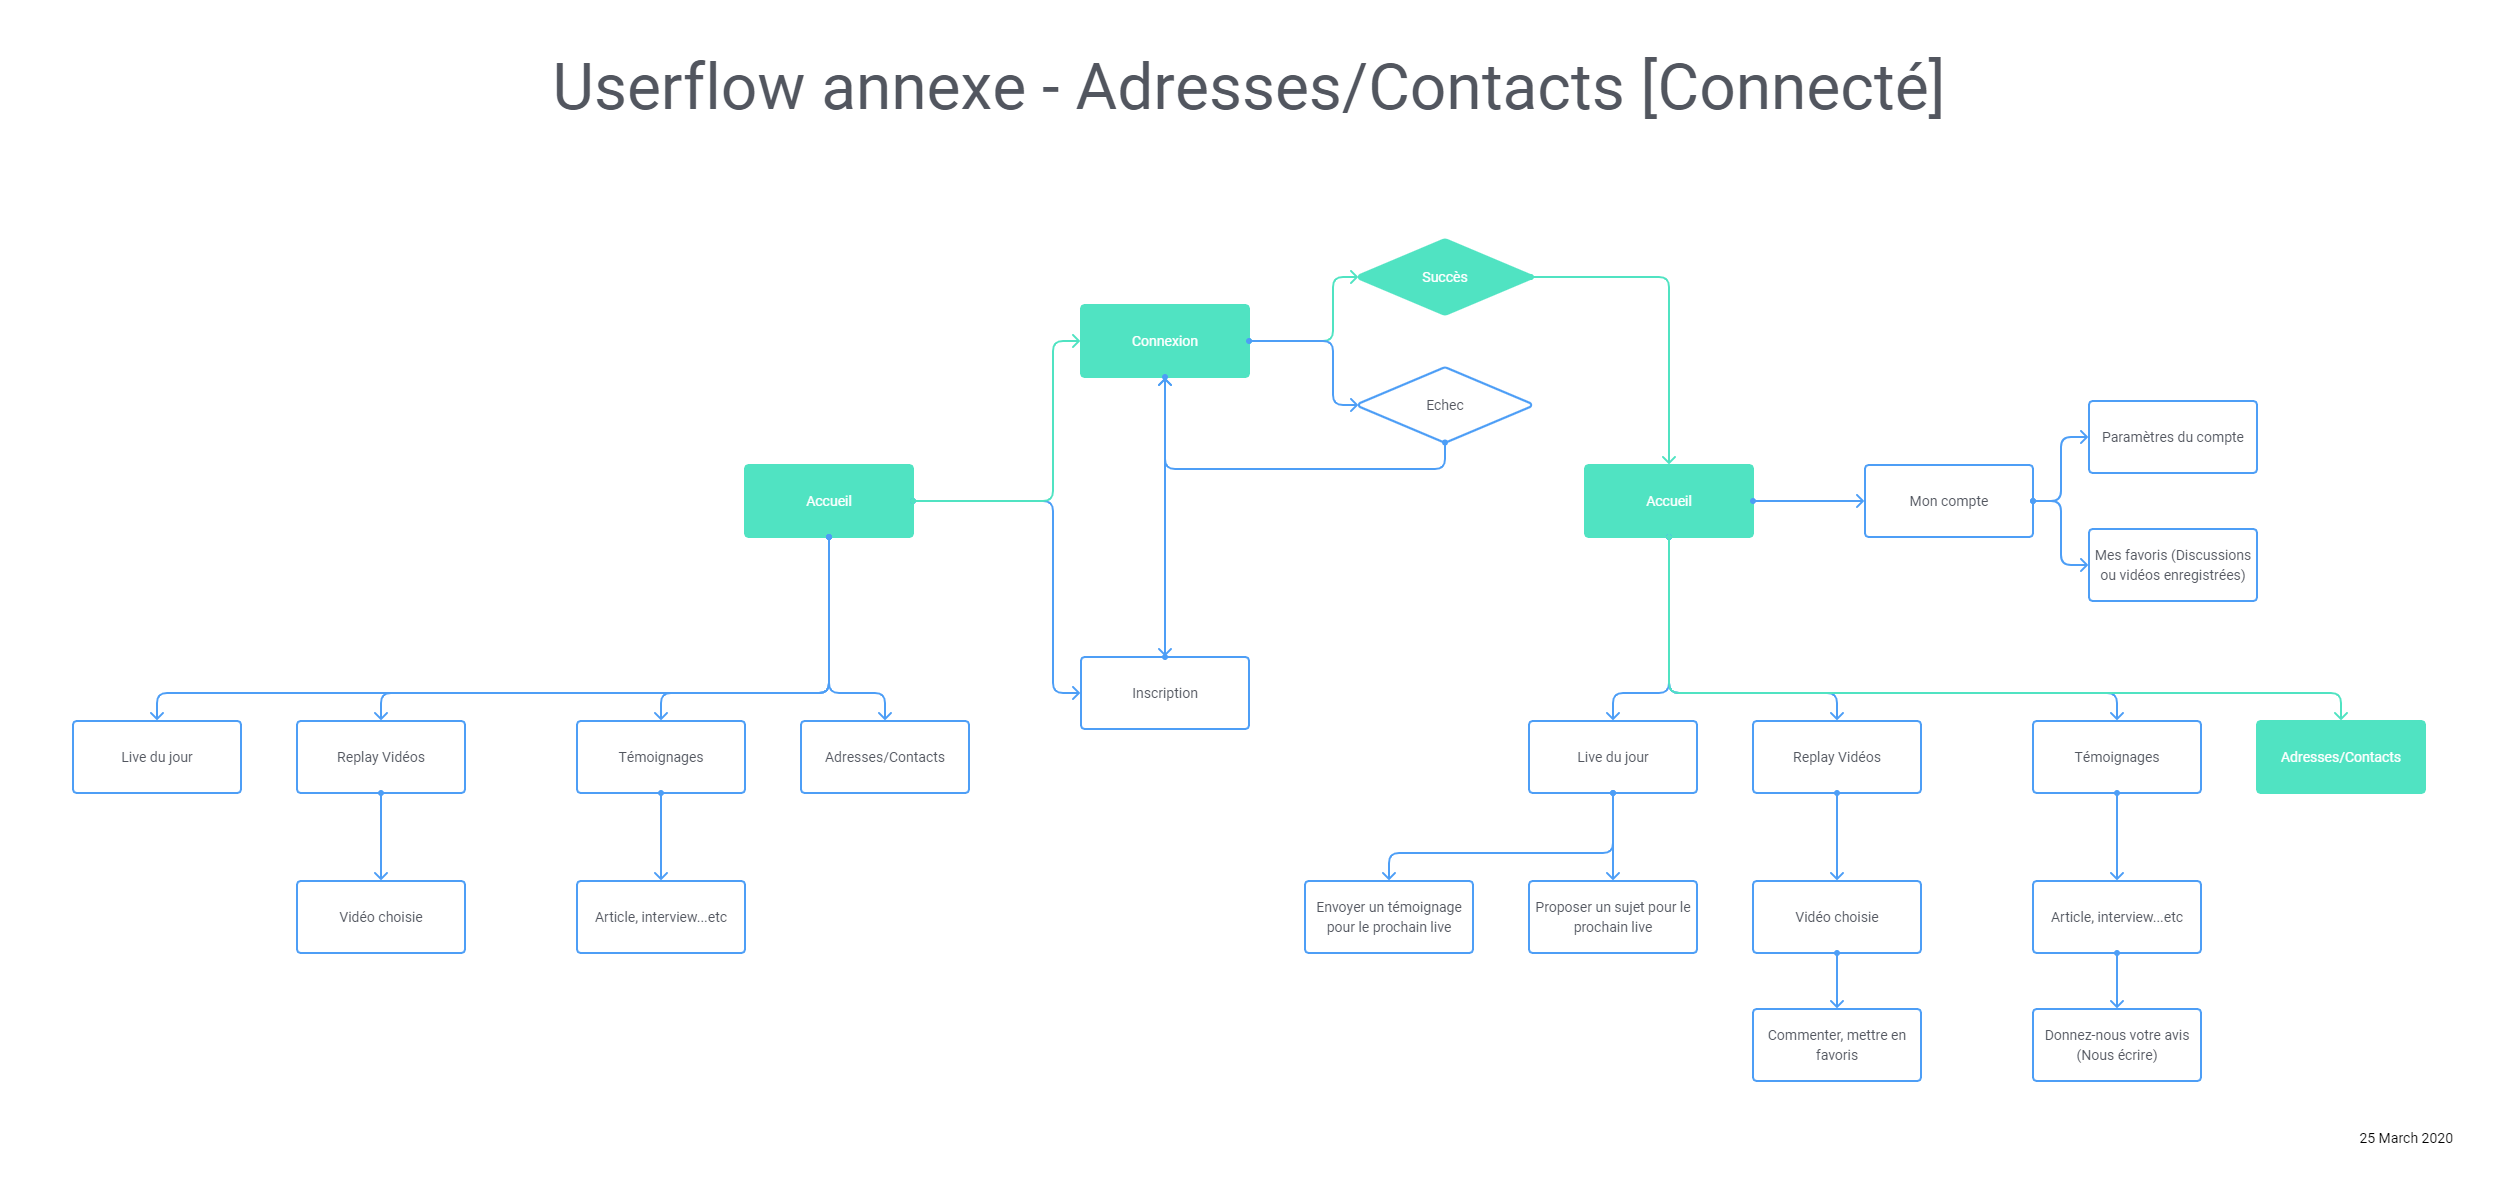 Userflow annexe - Adresses/Contacts [Connecté]
Succès
Connexion
Echec
Paramètres du compte
Accueil
Accueil
Mon compte
Mes favoris (Discussions
ou vidéos enregistrées)
Inscription
Live du jour
Replay Vidéos
Témoignages
Adresses/Contacts
Live du jour
Replay Vidéos
Témoignages
Adresses/Contacts
Vidéo choisie
Article, interview...etc
Envoyer un témoignage
pour le prochain live
Proposer un sujet pour le
prochain live
Vidéo choisie
Article, interview...etc
Commenter, mettre en
favoris
Donnez-nous votre avis
(Nous écrire)
25 March 2020